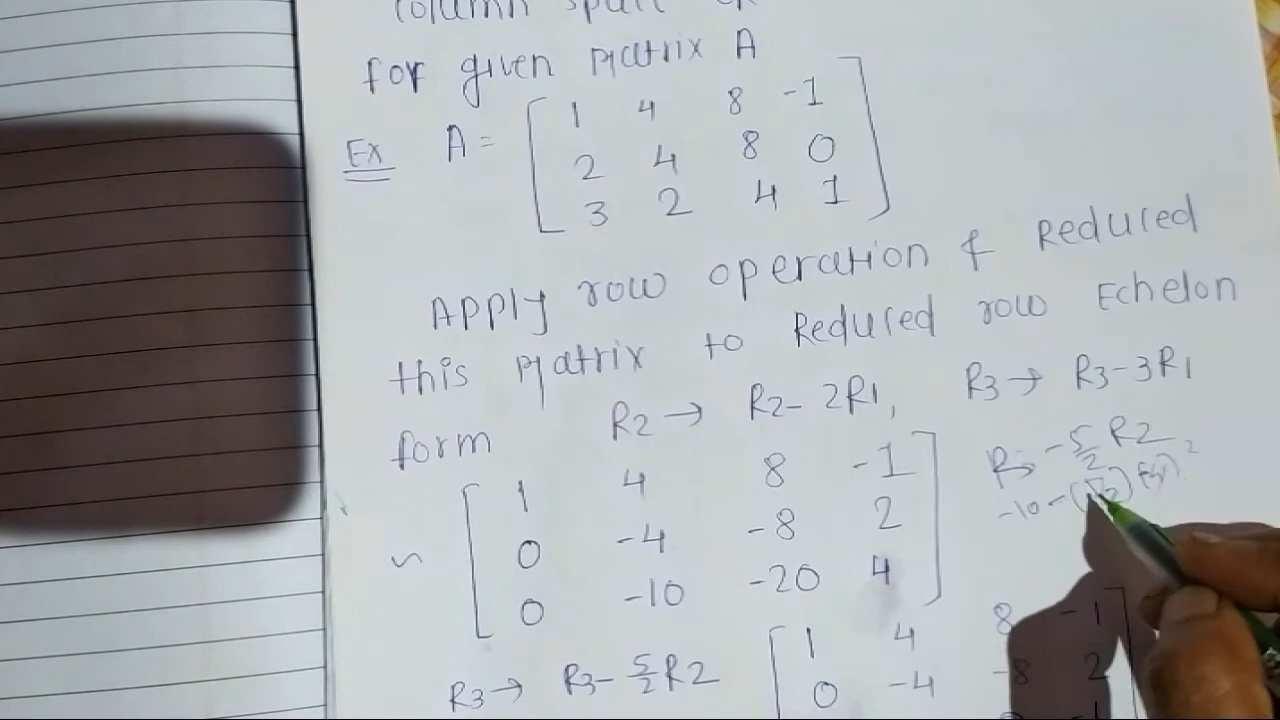 column
for given Matrix A
Ex A = [ 1 4 8 -1
2 4 8 0
3 2 4 1 ]
Apply row operation & Reduced
this Matrix to Reduced row Echelon
form R2 → R2 - 2R1, R3 → R3-3R1
~ [ 1 4 8 -1
0 -4 -8 2
0 -10 -20 4 ]
R3 -5/2 R2
-10 -
R3 → R3 - 5/2 R2
[ 1 4 8 -1
0 -4 -8 2
-1